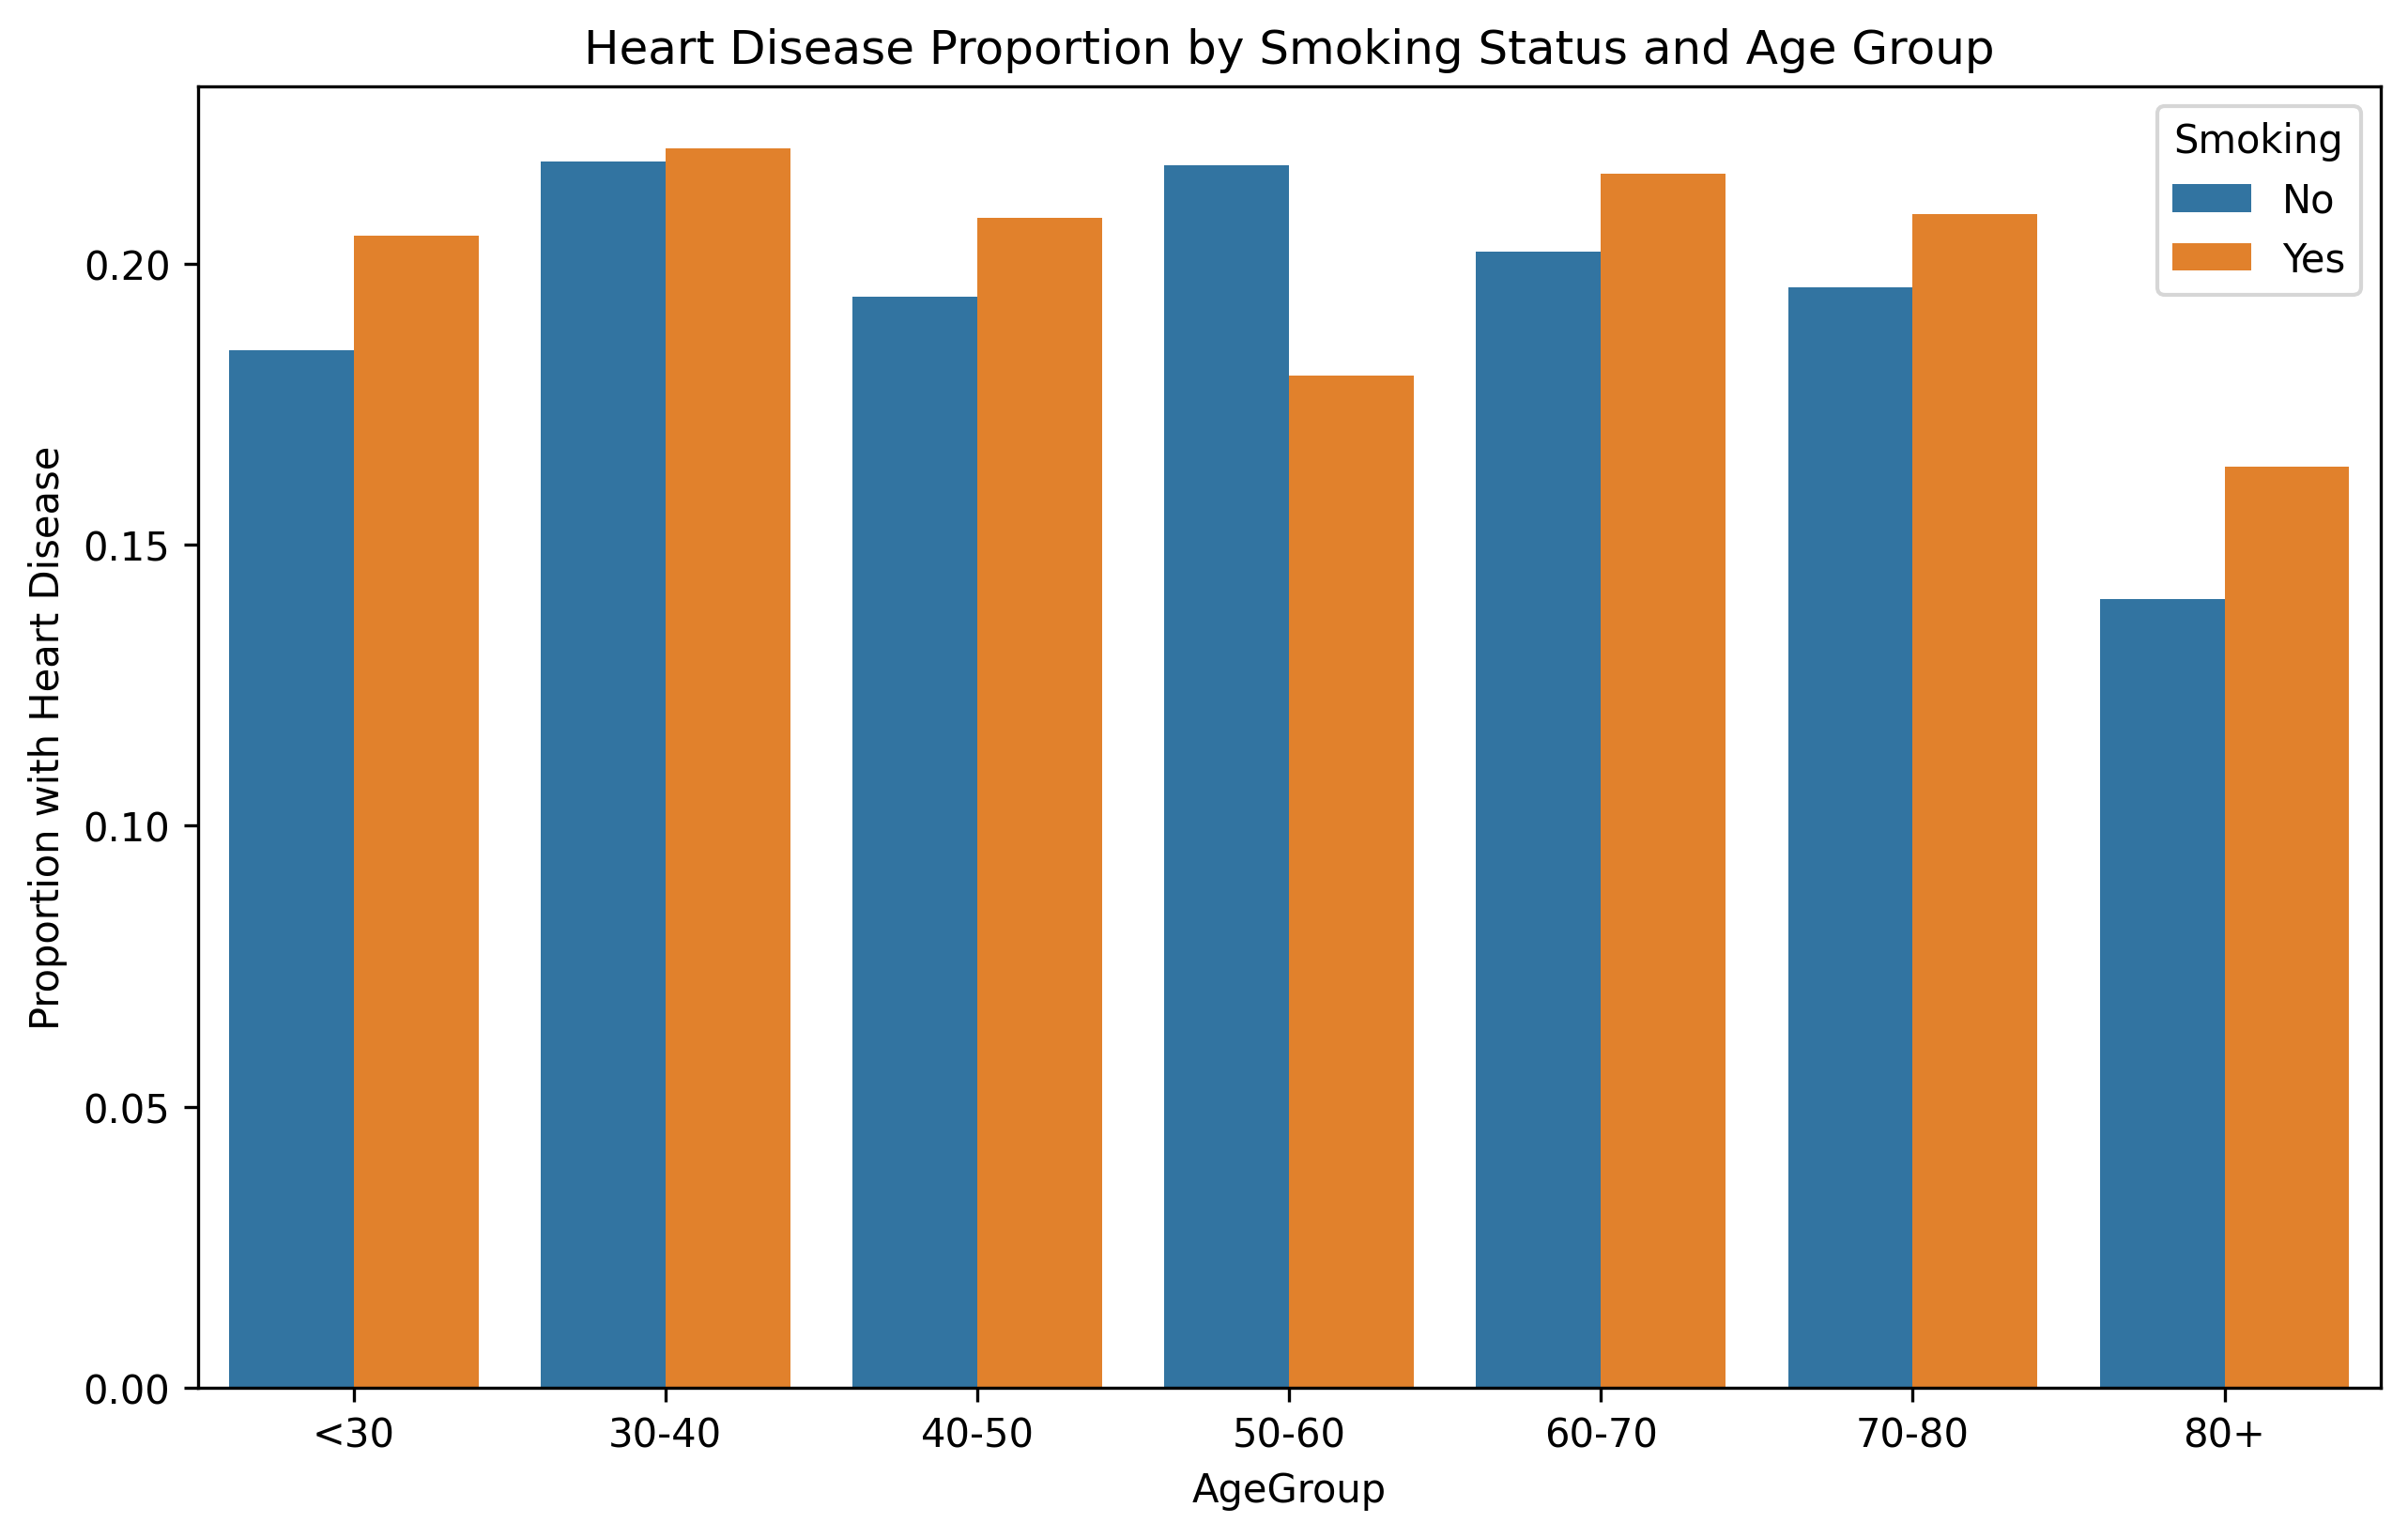 Heart Disease Proportion by Smoking Status and Age Group
Smoking
No
Yes
Proportion with Heart Disease
0.20
0.15
0.10
0.05
0.00
<30
30-40
40-50
50-60
60-70
70-80
80+
AgeGroup